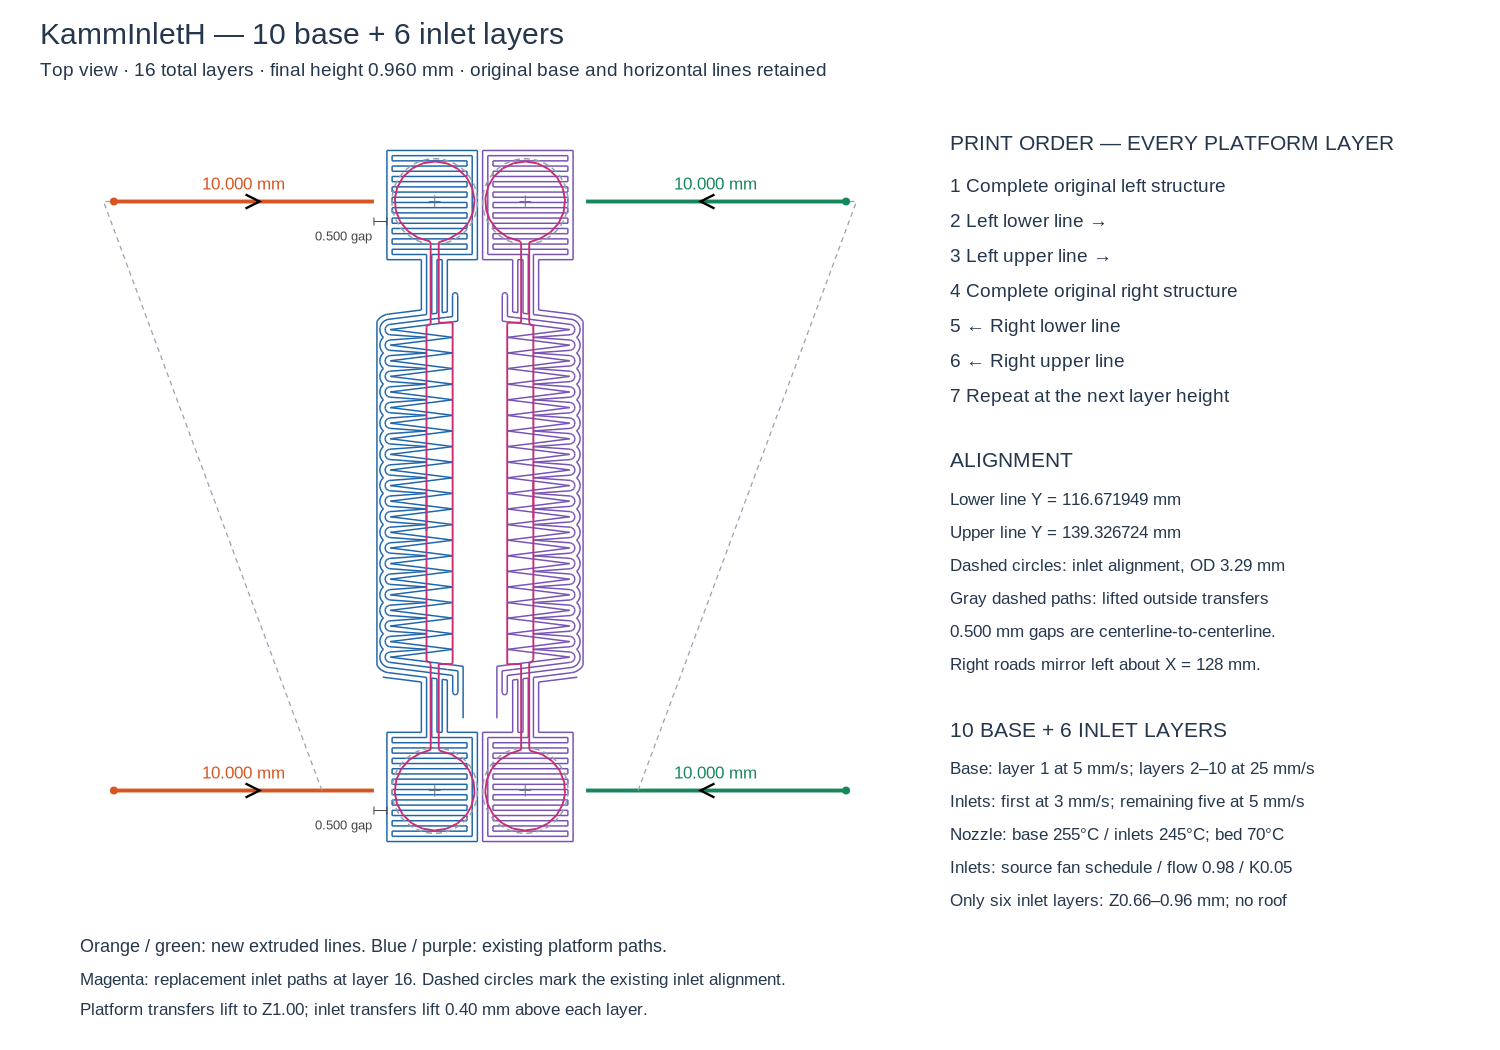 KammInletH — 10 base + 6 inlet layers
Top view · 16 total layers · final height 0.960 mm · original base and horizontal lines retained
10.000 mm
10.000 mm
0.500 gap
10.000 mm
10.000 mm
0.500 gap
Orange / green: new extruded lines. Blue / purple: existing platform paths.
Magenta: replacement inlet paths at layer 16. Dashed circles mark the existing inlet alignment.
Platform transfers lift to Z1.00; inlet transfers lift 0.40 mm above each layer.
PRINT ORDER — EVERY PLATFORM LAYER
1 Complete original left structure
2 Left lower line →
3 Left upper line →
4 Complete original right structure
5 ← Right lower line
6 ← Right upper line
7 Repeat at the next layer height
ALIGNMENT
Lower line Y = 116.671949 mm
Upper line Y = 139.326724 mm
Dashed circles: inlet alignment, OD 3.29 mm
Gray dashed paths: lifted outside transfers
0.500 mm gaps are centerline-to-centerline.
Right roads mirror left about X = 128 mm.
10 BASE + 6 INLET LAYERS
Base: layer 1 at 5 mm/s; layers 2–10 at 25 mm/s
Inlets: first at 3 mm/s; remaining five at 5 mm/s
Nozzle: base 255°C / inlets 245°C; bed 70°C
Inlets: source fan schedule / flow 0.98 / K0.05
Only six inlet layers: Z0.66–0.96 mm; no roof